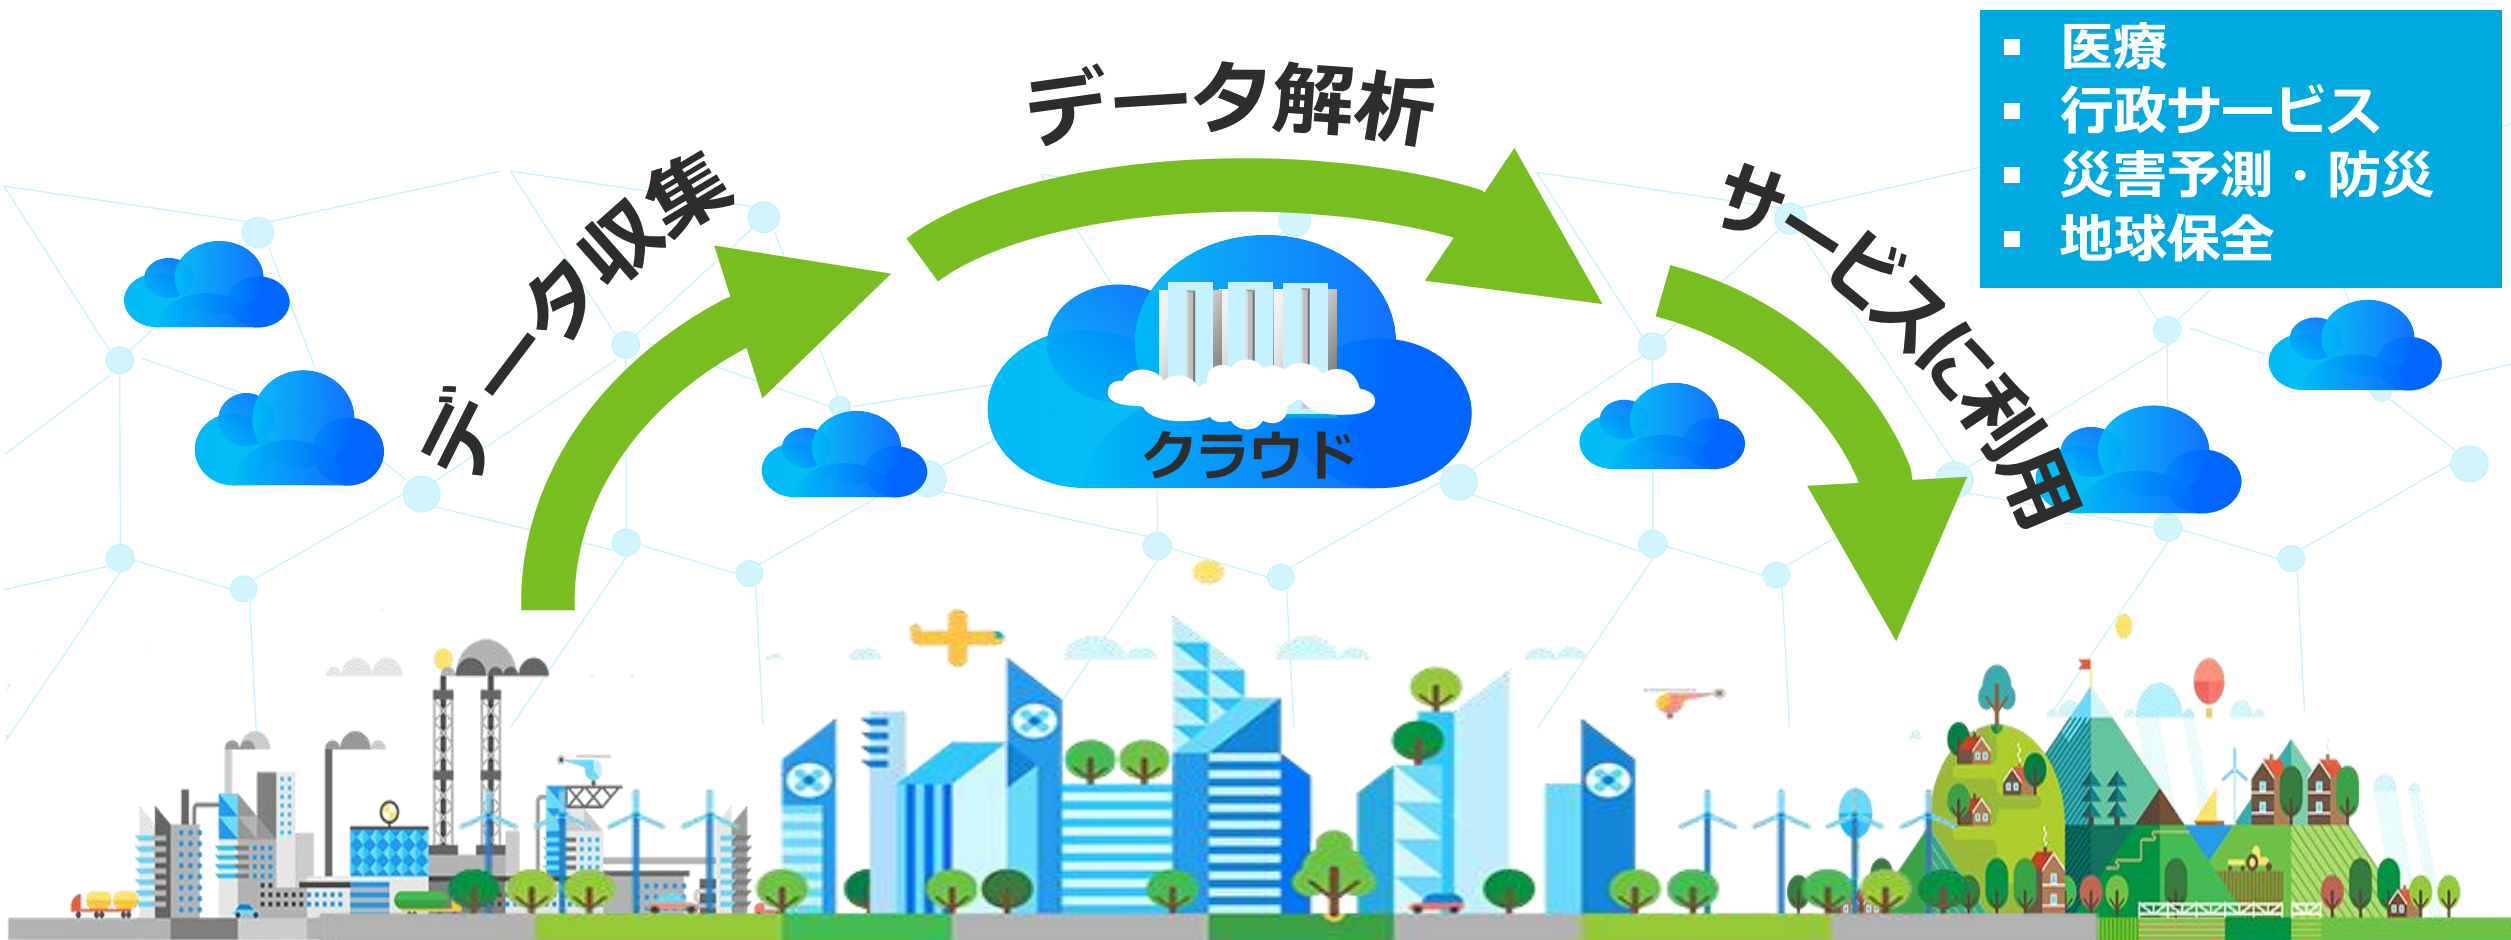 データ収集
データ解析
サービスに利用
クラウド
▪ 医療
▪ 行政サービス
▪ 災害予測・防災
▪ 地球保全